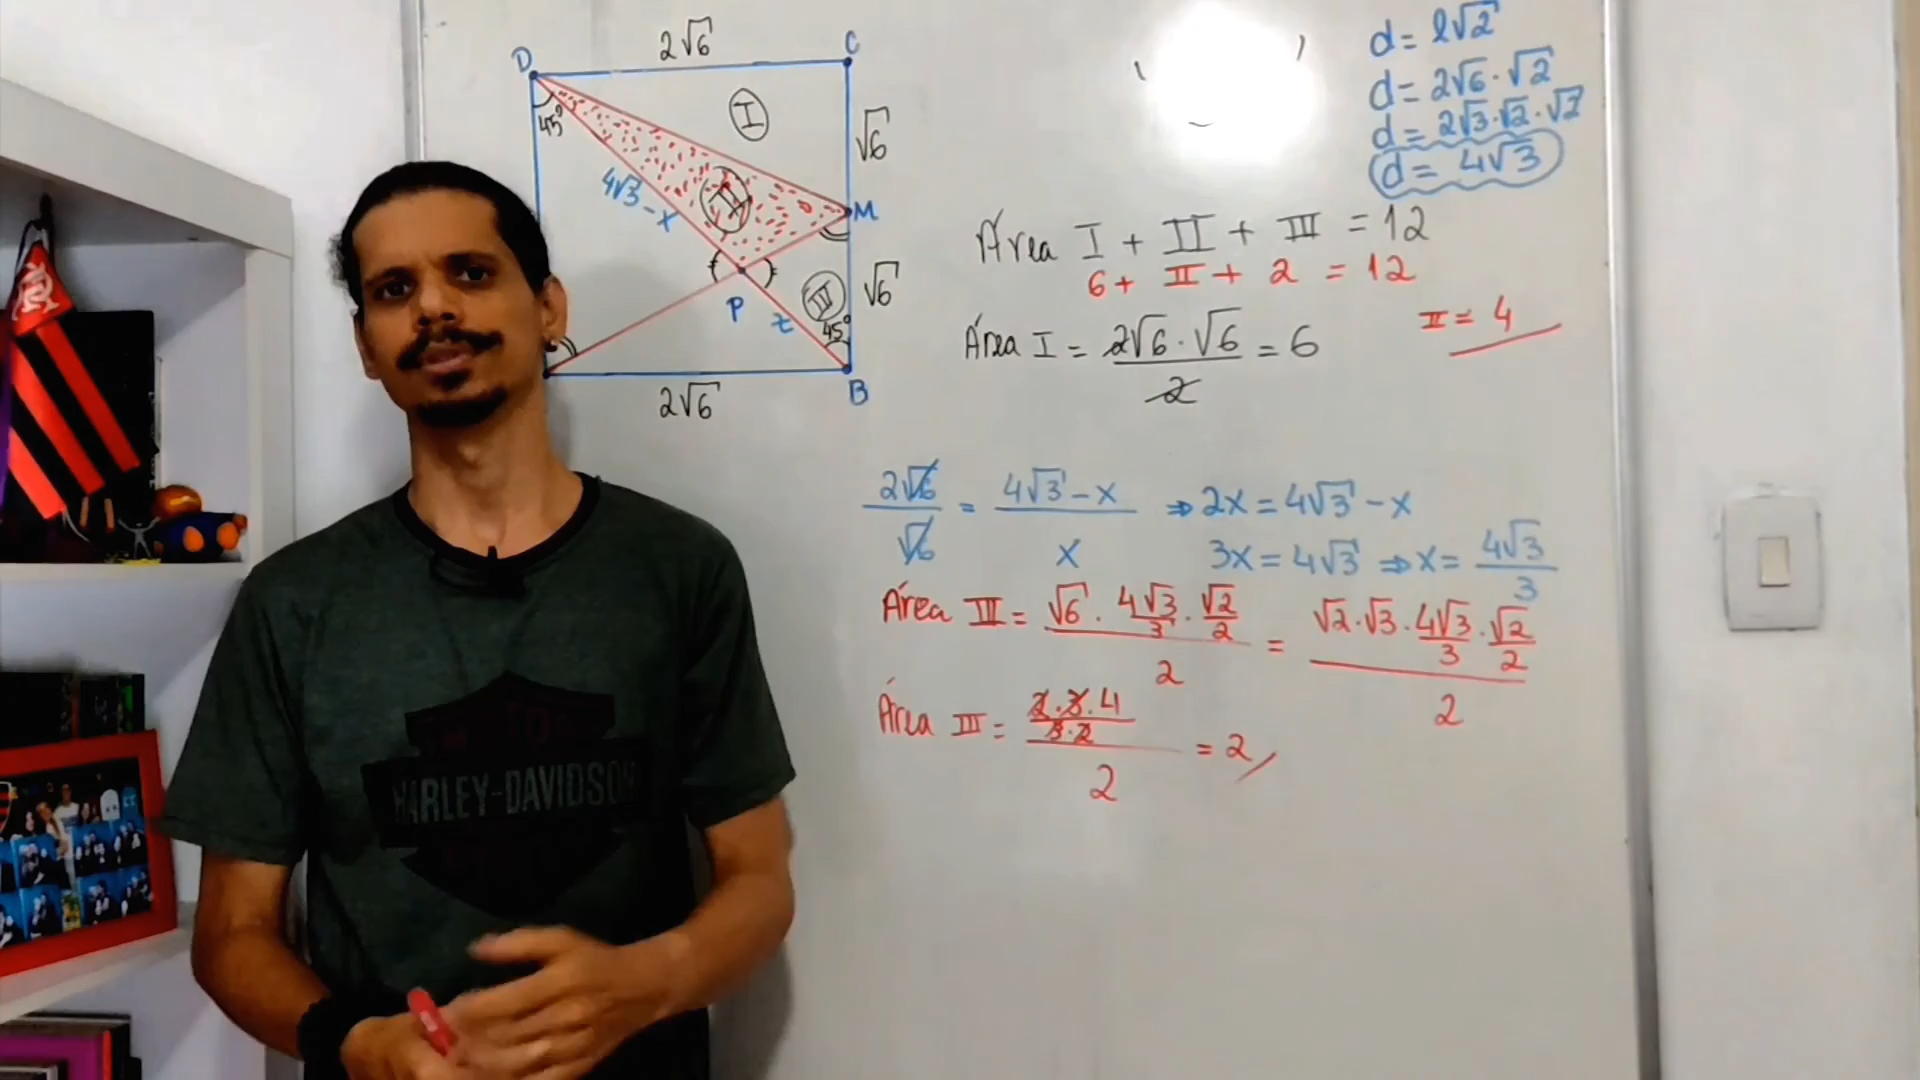 2√6
D
C
45°
I
√6
4√3 - x
II
M
III
√6
P
x
45°
2√6
B
d = l√2
d = 2√6 · √2
d = 2√3·√2·√2
d = 4√3
Área I + II + III = 12
6 + II + 2 = 12
II = 4
Área I = 2√6 · √6 / 2 = 6
2√6 / √6 = 4√3 - x / x ⇒ 2x = 4√3 - x
3x = 4√3 ⇒ x = 4√3 / 3
Área III = √6 · 4√3/3 · √2/2 / 2 = √2·√3·4√3/3·√2/2 / 2
Área III = 2·3·4 / 3·2 / 2 = 2
HARLEY-DAVIDSON